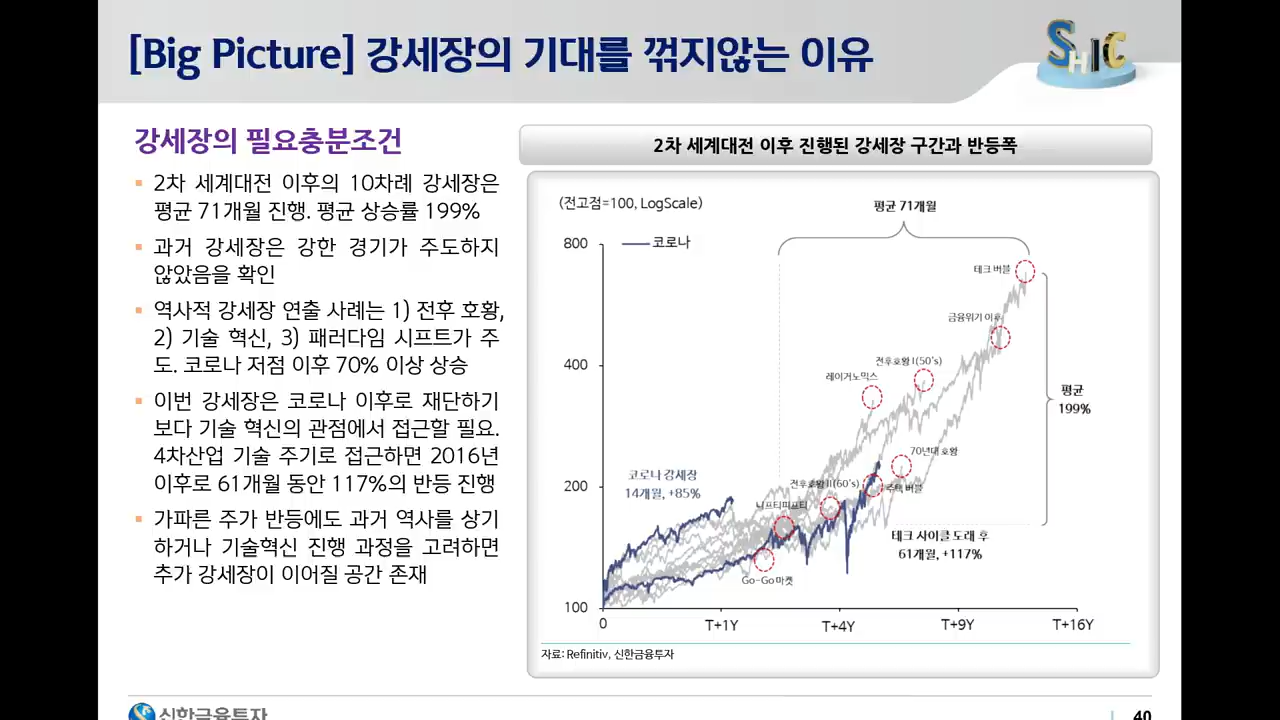 [Big Picture] 강세장의 기대를 꺾지않는 이유
SHIC
강세장의 필요충분조건
2차 세계대전 이후의 10차례 강세장은
평균 71개월 진행. 평균 상승률 199%
과거 강세장은 강한 경기가 주도하지
않았음을 확인
역사적 강세장 연출 사례는 1) 전후 호황,
2) 기술 혁신, 3) 패러다임 시프트가 주
도. 코로나 저점 이후 70% 이상 상승
이번 강세장은 코로나 이후로 재단하기
보다 기술 혁신의 관점에서 접근할 필요.
4차산업 기술 주기로 접근하면 2016년
이후로 61개월 동안 117%의 반등 진행
가파른 주가 반등에도 과거 역사를 상기
하거나 기술혁신 진행 과정을 고려하면
추가 강세장이 이어질 공간 존재
2차 세계대전 이후 진행된 강세장 구간과 반등폭
(전고점=100, LogScale)
평균 71개월
800
코로나
테크 버블
금융위기 이후
400
전후호황 I(50's)
레이거노믹스
평균
199%
70년대 호황
코로나 강세장
14개월, +85%
200
전후호황 II(60's)
주택 버블
니프티피프티
테크 사이클 도래 후
61개월, +117%
Go-Go 마켓
100
0
T+1Y
T+4Y
T+9Y
T+16Y
자료: Refinitiv, 신한금융투자
신한금융투자
40